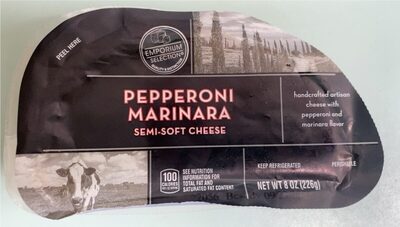 PEEL HERE
EMPORIUM
SELECTION
PEPPERONI
MARINARA
SEMI-SOFT CHEESE
handcrafted artisan
cheese with
pepperoni and
marinara flavor
100
CALORIES
SEE NUTRITION
INFORMATION FOR
TOTAL FAT AND
SATURATED FAT CONTENT
KEEP REFRIGERATED
PERISHABLE
NET WT 8 OZ (226g)